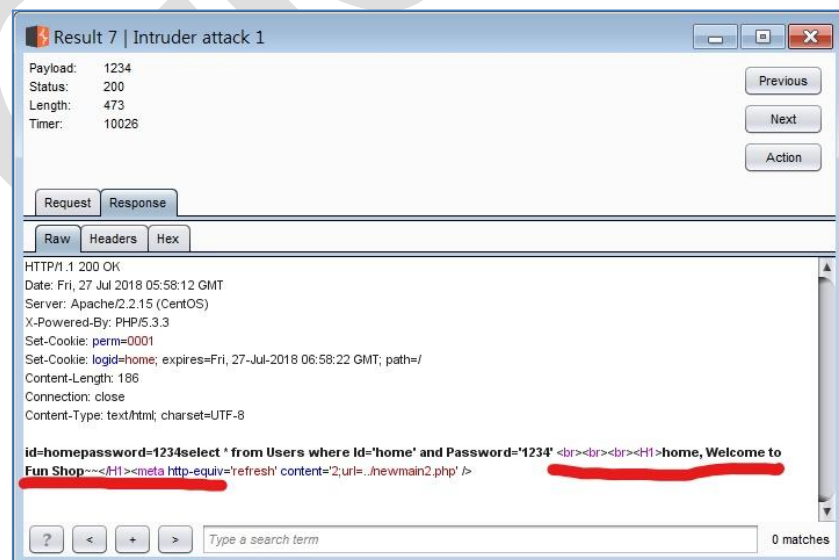 Result 7 | Intruder attack 1
Payload: 1234
Status: 200
Length: 473
Timer: 10026
Previous
Next
Action
Request Response
Raw Headers Hex
HTTP/1.1 200 OK
Date: Fri, 27 Jul 2018 05:58:12 GMT
Server: Apache/2.2.15 (CentOS)
X-Powered-By: PHP/5.3.3
Set-Cookie: perm=0001
Set-Cookie: logid=home; expires=Fri, 27-Jul-2018 06:58:22 GMT; path=/
Content-Length: 186
Connection: close
Content-Type: text/html; charset=UTF-8
id=homepassword=1234select * from Users where Id='home' and Password='1234' <br><br><br><H1>home, Welcome to
Fun Shop~~</H1><meta http-equiv='refresh' content='2;url=../newmain2.php' />
? < + > Type a search term 0 matches